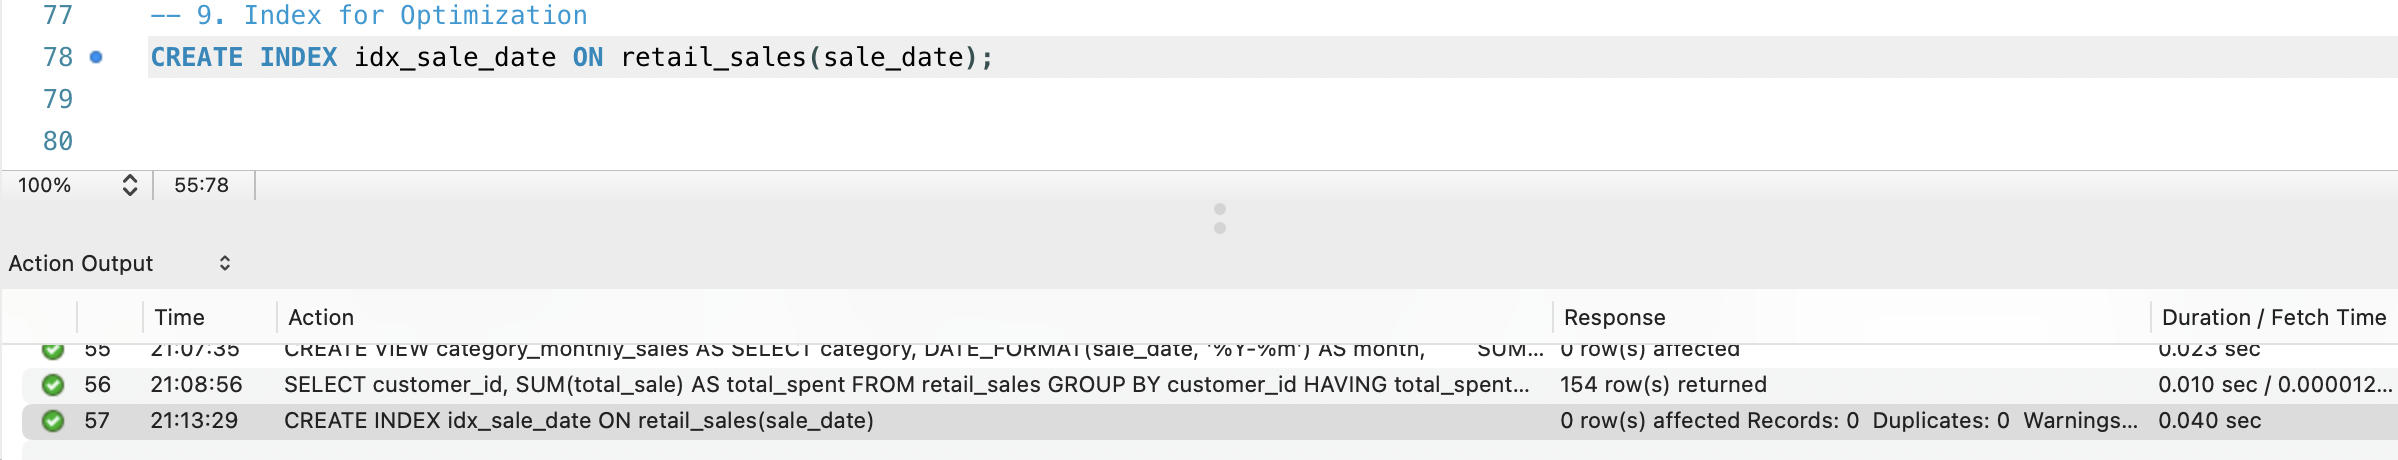 77 -- 9. Index for Optimization
78 CREATE INDEX idx_sale_date ON retail_sales(sale_date);
79
80
100% 55:78
Action Output
Time Action Response Duration / Fetch Time
55 21:07:35 CREATE VIEW category_monthly_sales AS SELECT category, DATE_FORMAT(sale_date, '%Y-%m') AS month, SUM... 0 row(s) affected 0.023 sec
56 21:08:56 SELECT customer_id, SUM(total_sale) AS total_spent FROM retail_sales GROUP BY customer_id HAVING total_spent... 154 row(s) returned 0.010 sec / 0.000012...
57 21:13:29 CREATE INDEX idx_sale_date ON retail_sales(sale_date) 0 row(s) affected Records: 0 Duplicates: 0 Warnings... 0.040 sec